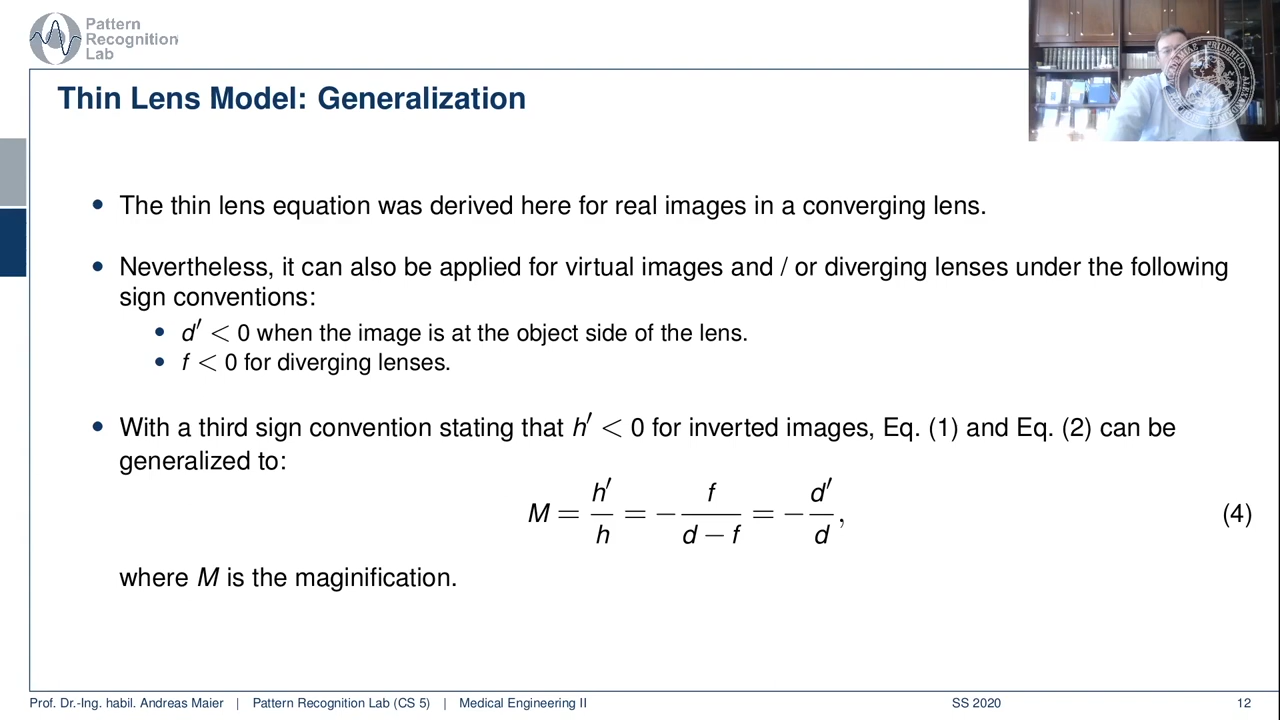 Pattern
Recognition
Lab
Thin Lens Model: Generalization
• The thin lens equation was derived here for real images in a converging lens.
• Nevertheless, it can also be applied for virtual images and / or diverging lenses under the following
sign conventions:
• d′ < 0 when the image is at the object side of the lens.
• f < 0 for diverging lenses.
• With a third sign convention stating that h′ < 0 for inverted images, Eq. (1) and Eq. (2) can be
generalized to:
M = h′/h = − f/(d − f) = − d′/d, (4)
where M is the maginification.
Prof. Dr.-Ing. habil. Andreas Maier | Pattern Recognition Lab (CS 5) | Medical Engineering II SS 2020 12